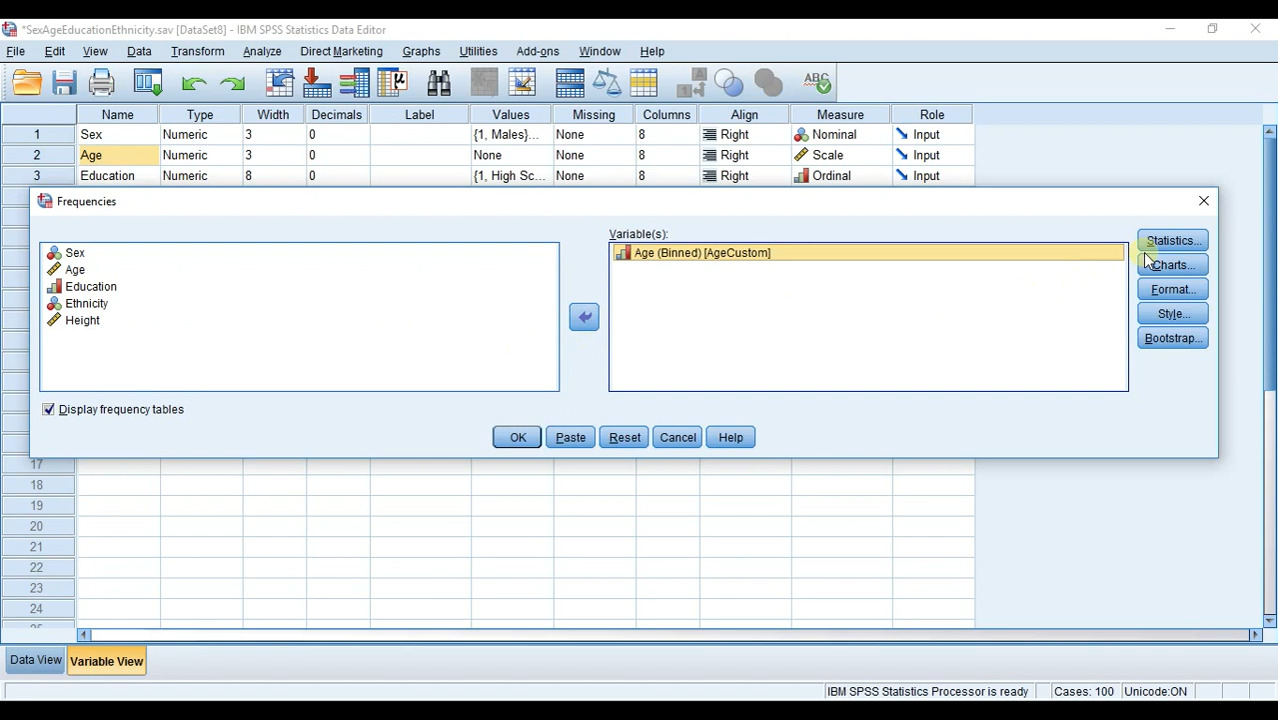 *SexAgeEducationEthnicity.sav [DataSet8] - IBM SPSS Statistics Data Editor
File Edit View Data Transform Analyze Direct Marketing Graphs Utilities Add-ons Window Help
Name Type Width Decimals Label Values Missing Columns Align Measure Role
1 Sex Numeric 3 0 {1, Males}... None 8 Right Nominal Input
2 Age Numeric 3 0 None None 8 Right Scale Input
3 Education Numeric 8 0 {1, High Sc... None 8 Right Ordinal Input
Frequencies
Variable(s):
Sex
Age
Education
Ethnicity
Height
Age (Binned) [AgeCustom]
Statistics...
Charts...
Format...
Style...
Bootstrap...
Display frequency tables
OK Paste Reset Cancel Help
17
18
19
20
21
22
23
24
Data View Variable View
IBM SPSS Statistics Processor is ready Cases: 100 Unicode:ON